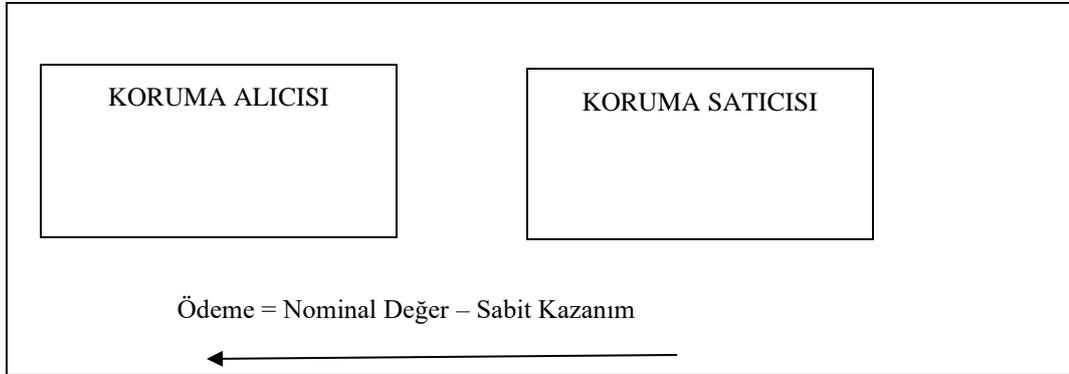 KORUMA ALICISI
KORUMA SATICISI
Ödeme = Nominal Değer – Sabit Kazanım